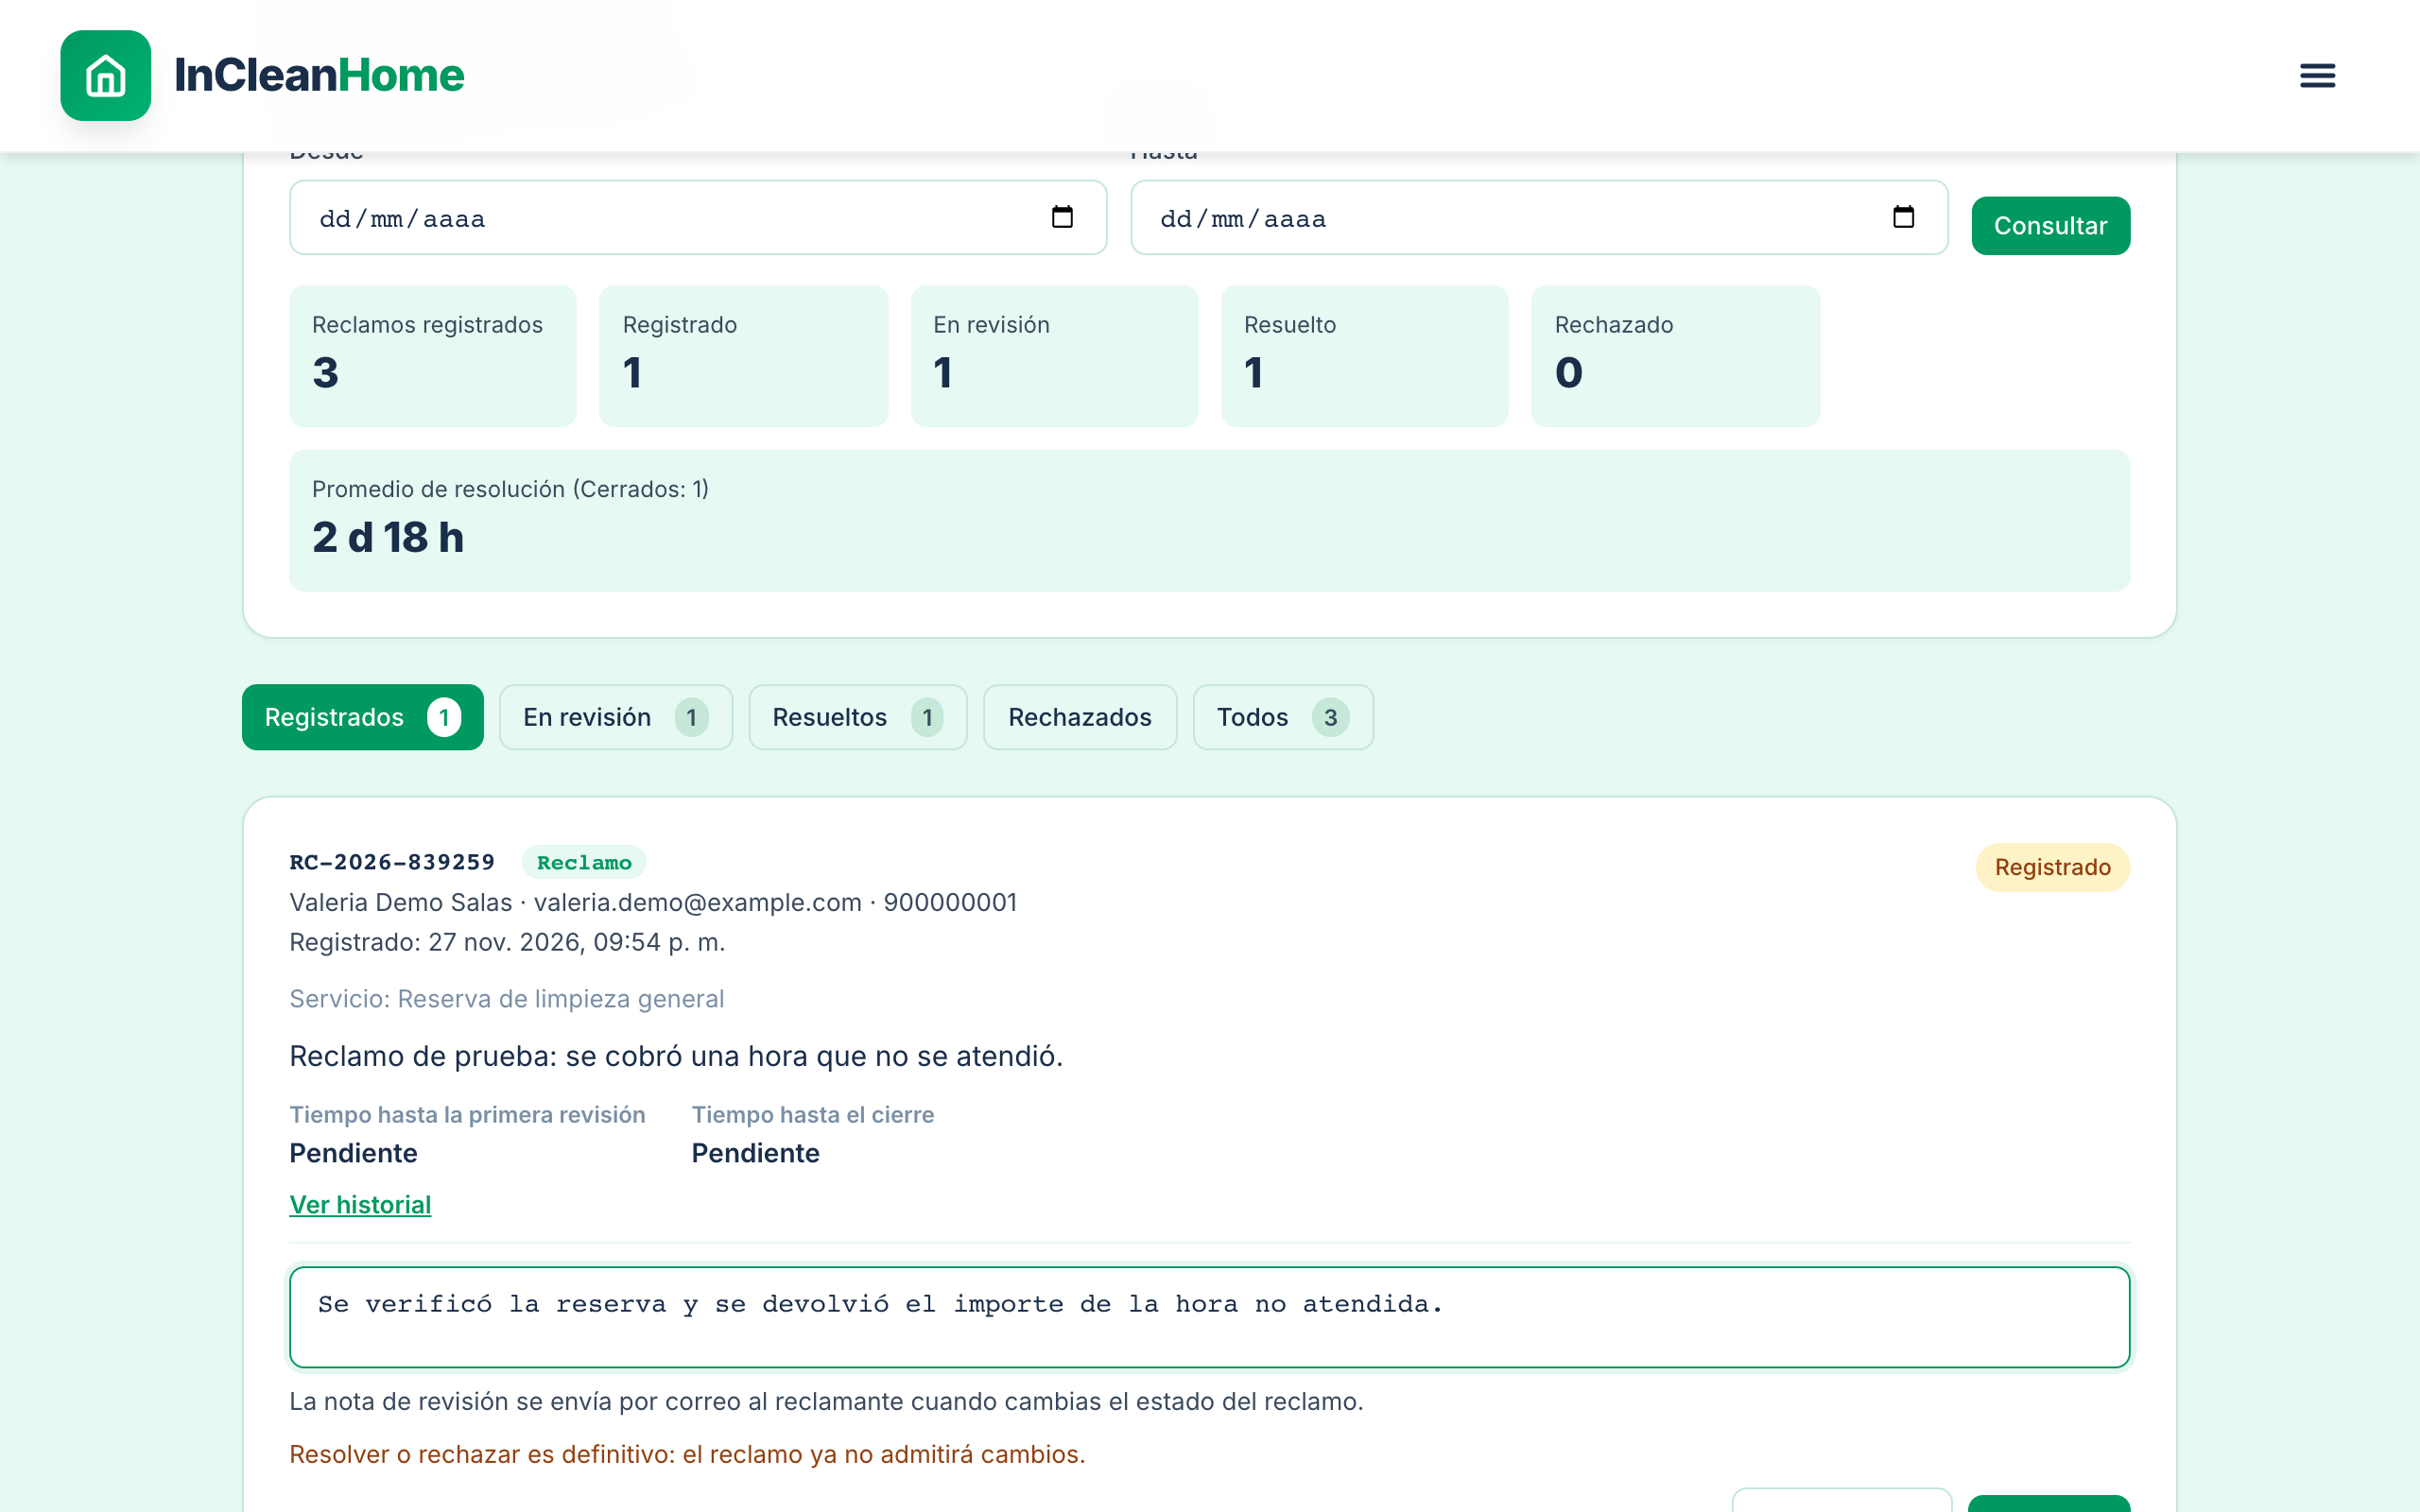 InCleanHome
Desde Hasta
dd/mm/aaaa dd/mm/aaaa Consultar
Reclamos registrados Registrado En revisión Resuelto Rechazado
3 1 1 1 0
Promedio de resolución (Cerrados: 1)
2 d 18 h
Registrados 1 En revisión 1 Resueltos 1 Rechazados Todos 3
RC-2026-839259 Reclamo Registrado
Valeria Demo Salas · valeria.demo@example.com · 900000001
Registrado: 27 nov. 2026, 09:54 p. m.
Servicio: Reserva de limpieza general
Reclamo de prueba: se cobró una hora que no se atendió.
Tiempo hasta la primera revisión Tiempo hasta el cierre
Pendiente Pendiente
Ver historial
Se verificó la reserva y se devolvió el importe de la hora no atendida.
La nota de revisión se envía por correo al reclamante cuando cambias el estado del reclamo.
Resolver o rechazar es definitivo: el reclamo ya no admitirá cambios.